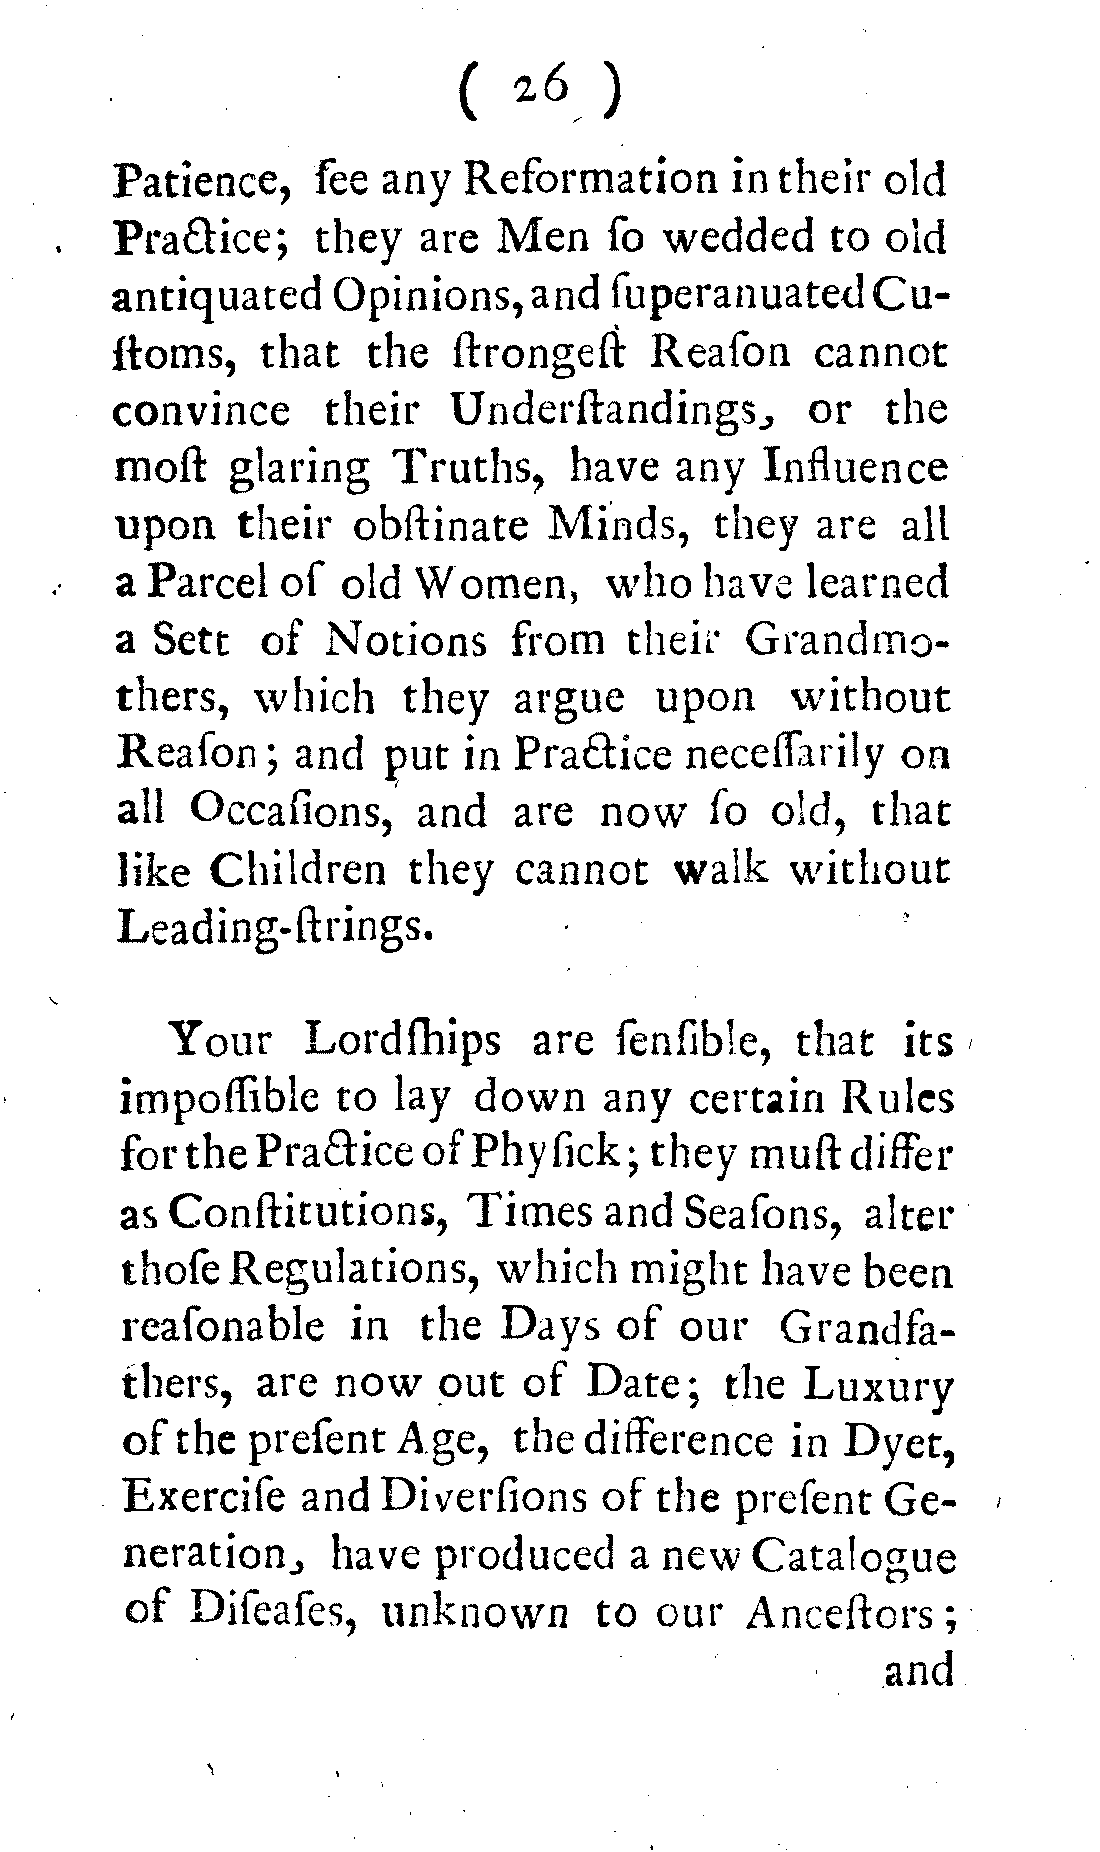 ( 26 )
Patience, ſee any Reformation in their old
Practice; they are Men ſo wedded to old
antiquated Opinions, and ſuperanuated Cu-
ſtoms, that the ſtrongeſt Reaſon cannot
convince their Underſtandings, or the
moſt glaring Truths, have any Influence
upon their obſtinate Minds, they are all
a Parcel of old Women, who have learned
a Sett of Notions from their Grandmo-
thers, which they argue upon without
Reaſon; and put in Practice neceſſarily on
all Occaſions, and are now ſo old, that
like Children they cannot walk without
Leading-ſtrings.
Your Lordſhips are ſenſible, that its
impoſſible to lay down any certain Rules
for the Practice of Phyſick; they muſt differ
as Conſtitutions, Times and Seaſons, alter
thoſe Regulations, which might have been
reaſonable in the Days of our Grandfa-
thers, are now out of Date; the Luxury
of the preſent Age, the difference in Dyet,
Exerciſe and Diverſions of the preſent Ge-
neration, have produced a new Catalogue
of Diſeaſes, unknown to our Anceſtors;
and